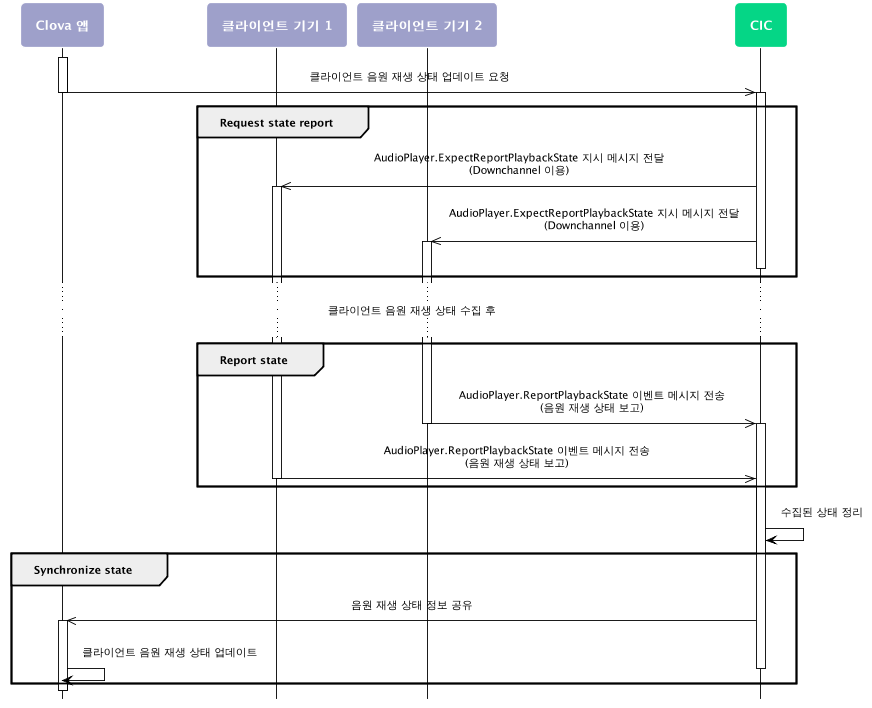 Clova 앱
클라이언트 기기 1
클라이언트 기기 2
CIC
클라이언트 음원 재생 상태 업데이트 요청
Request state report
AudioPlayer.ExpectReportPlaybackState 지시 메시지 전달
(Downchannel 이용)
AudioPlayer.ExpectReportPlaybackState 지시 메시지 전달
(Downchannel 이용)
클라이언트 음원 재생 상태 수집 후
Report state
AudioPlayer.ReportPlaybackState 이벤트 메시지 전송
(음원 재생 상태 보고)
AudioPlayer.ReportPlaybackState 이벤트 메시지 전송
(음원 재생 상태 보고)
수집된 상태 정리
Synchronize state
음원 재생 상태 정보 공유
클라이언트 음원 재생 상태 업데이트